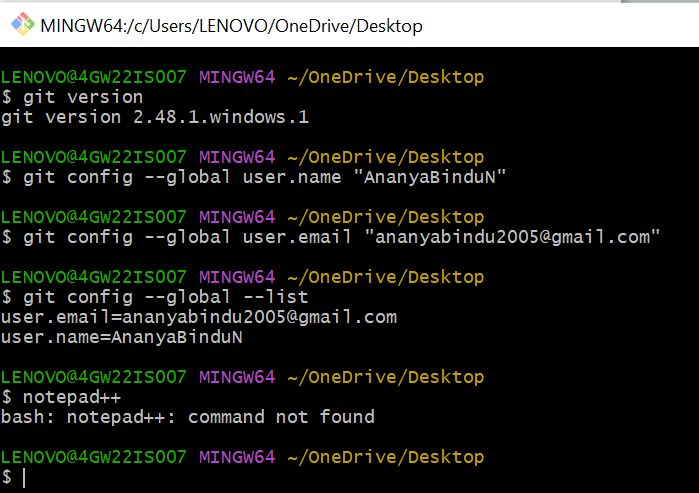 MINGW64:/c/Users/LENOVO/OneDrive/Desktop
LENOVO@4GW22IS007 MINGW64 ~/OneDrive/Desktop
$ git version
git version 2.48.1.windows.1
LENOVO@4GW22IS007 MINGW64 ~/OneDrive/Desktop
$ git config --global user.name "AnanyaBinduN"
LENOVO@4GW22IS007 MINGW64 ~/OneDrive/Desktop
$ git config --global user.email "ananyabindu2005@gmail.com"
LENOVO@4GW22IS007 MINGW64 ~/OneDrive/Desktop
$ git config --global --list
user.email=ananyabindu2005@gmail.com
user.name=AnanyaBinduN
LENOVO@4GW22IS007 MINGW64 ~/OneDrive/Desktop
$ notepad++
bash: notepad++: command not found
LENOVO@4GW22IS007 MINGW64 ~/OneDrive/Desktop
$